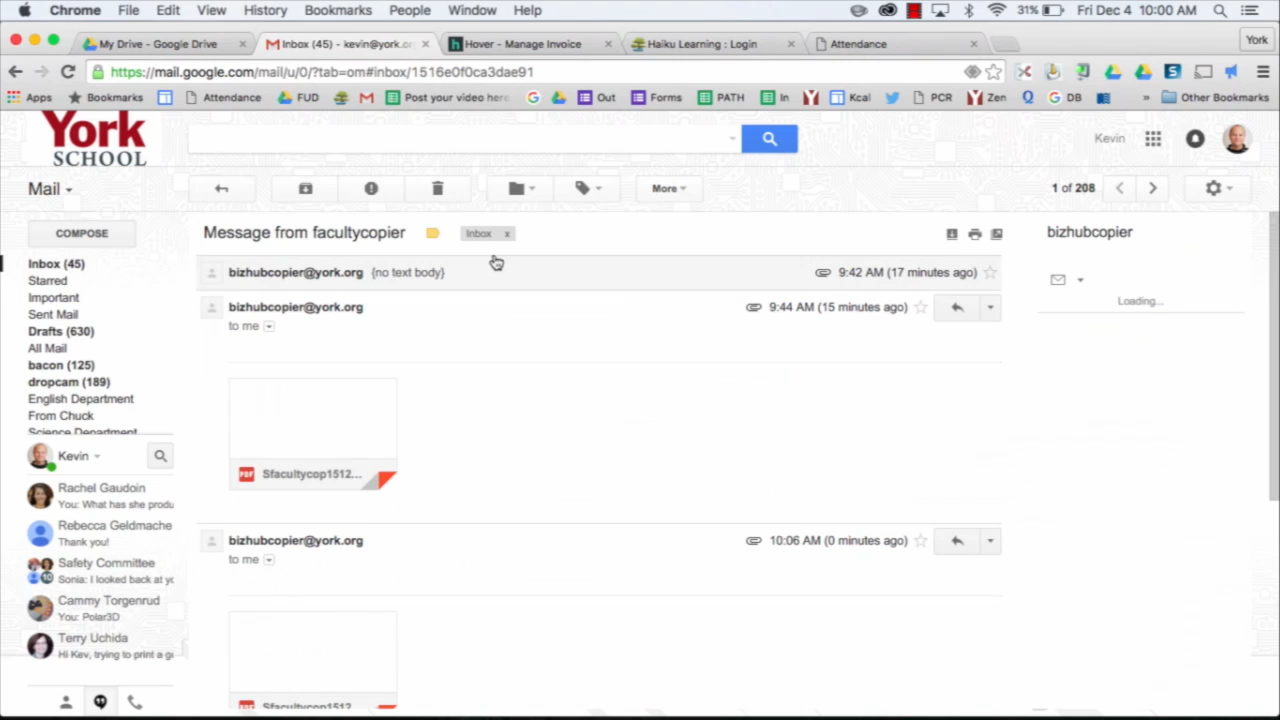 Chrome File Edit View History Bookmarks People Window Help 31% Fri Dec 4 10:00 AM
My Drive - Google Drive Inbox (45) - kevin@york.or Hover - Manage Invoice Haiku Learning : Login Attendance York
https://mail.google.com/mail/u/0/?tab=om#inbox/1516e0f0ca3dae91
Apps Bookmarks Attendance FUD Post your video here Out Forms PATH In Kcal PCR Zen DB » Other Bookmarks
York
SCHOOL
Kevin
Mail More 1 of 208
COMPOSE
Message from facultycopier Inbox x
bizhubcopier
Inbox (45)
Starred
Important
Sent Mail
Drafts (630)
All Mail
bacon (125)
dropcam (189)
English Department
From Chuck
Science Department
bizhubcopier@york.org {no text body} 9:42 AM (17 minutes ago)
bizhubcopier@york.org 9:44 AM (15 minutes ago)
to me
Loading...
PDF Sfacultycop1512...
bizhubcopier@york.org 10:06 AM (0 minutes ago)
to me
Sfacultycop1512
Kevin
Rachel Gaudoin
You: What has she produ
Rebecca Geldmache
Thank you!
Safety Committee
10 Sonia: I looked back at yo
Cammy Torgenrud
You: Polar3D
Terry Uchida
Hi Kev, trying to print a g